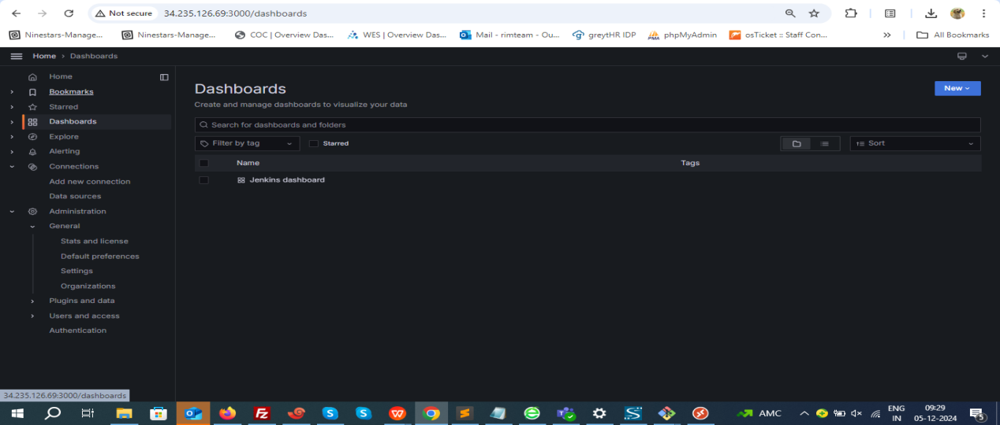 Not secure 34.235.126.69:3000/dashboards
Ninestars-Manage... Ninestars-Manage... COC | Overview Das... WES | Overview Das... Mail - rimteam - Ou... greytHR IDP phpMyAdmin osTicket :: Staff Con... » All Bookmarks
Home › Dashboards
Home
Bookmarks
Starred
Dashboards
Explore
Alerting
Connections
Add new connection
Data sources
Administration
General
Stats and license
Default preferences
Settings
Organizations
Plugins and data
Users and access
Authentication
Dashboards
New
Create and manage dashboards to visualize your data
Search for dashboards and folders
Filter by tag Starred Sort
Name Tags
Jenkins dashboard
34.235.126.69:3000/dashboards
AMC
ENG
IN
09:29
05-12-2024
5